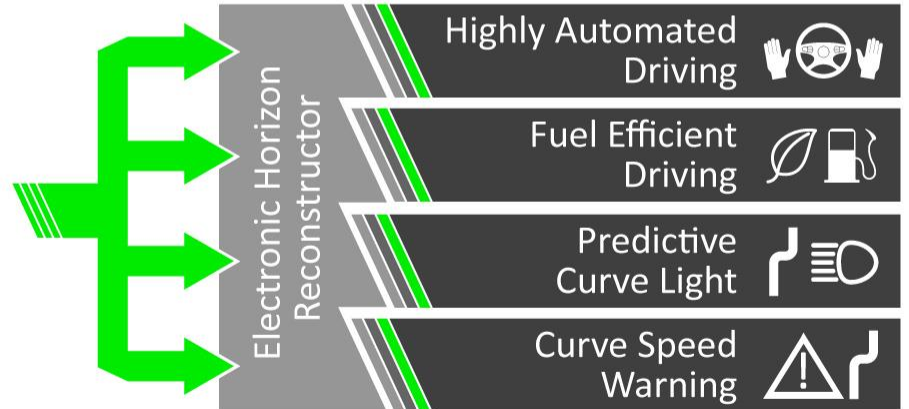 Electronic Horizon
Reconstructor
Highly Automated
Driving
Fuel Efficient
Driving
Predictive
Curve Light
Curve Speed
Warning